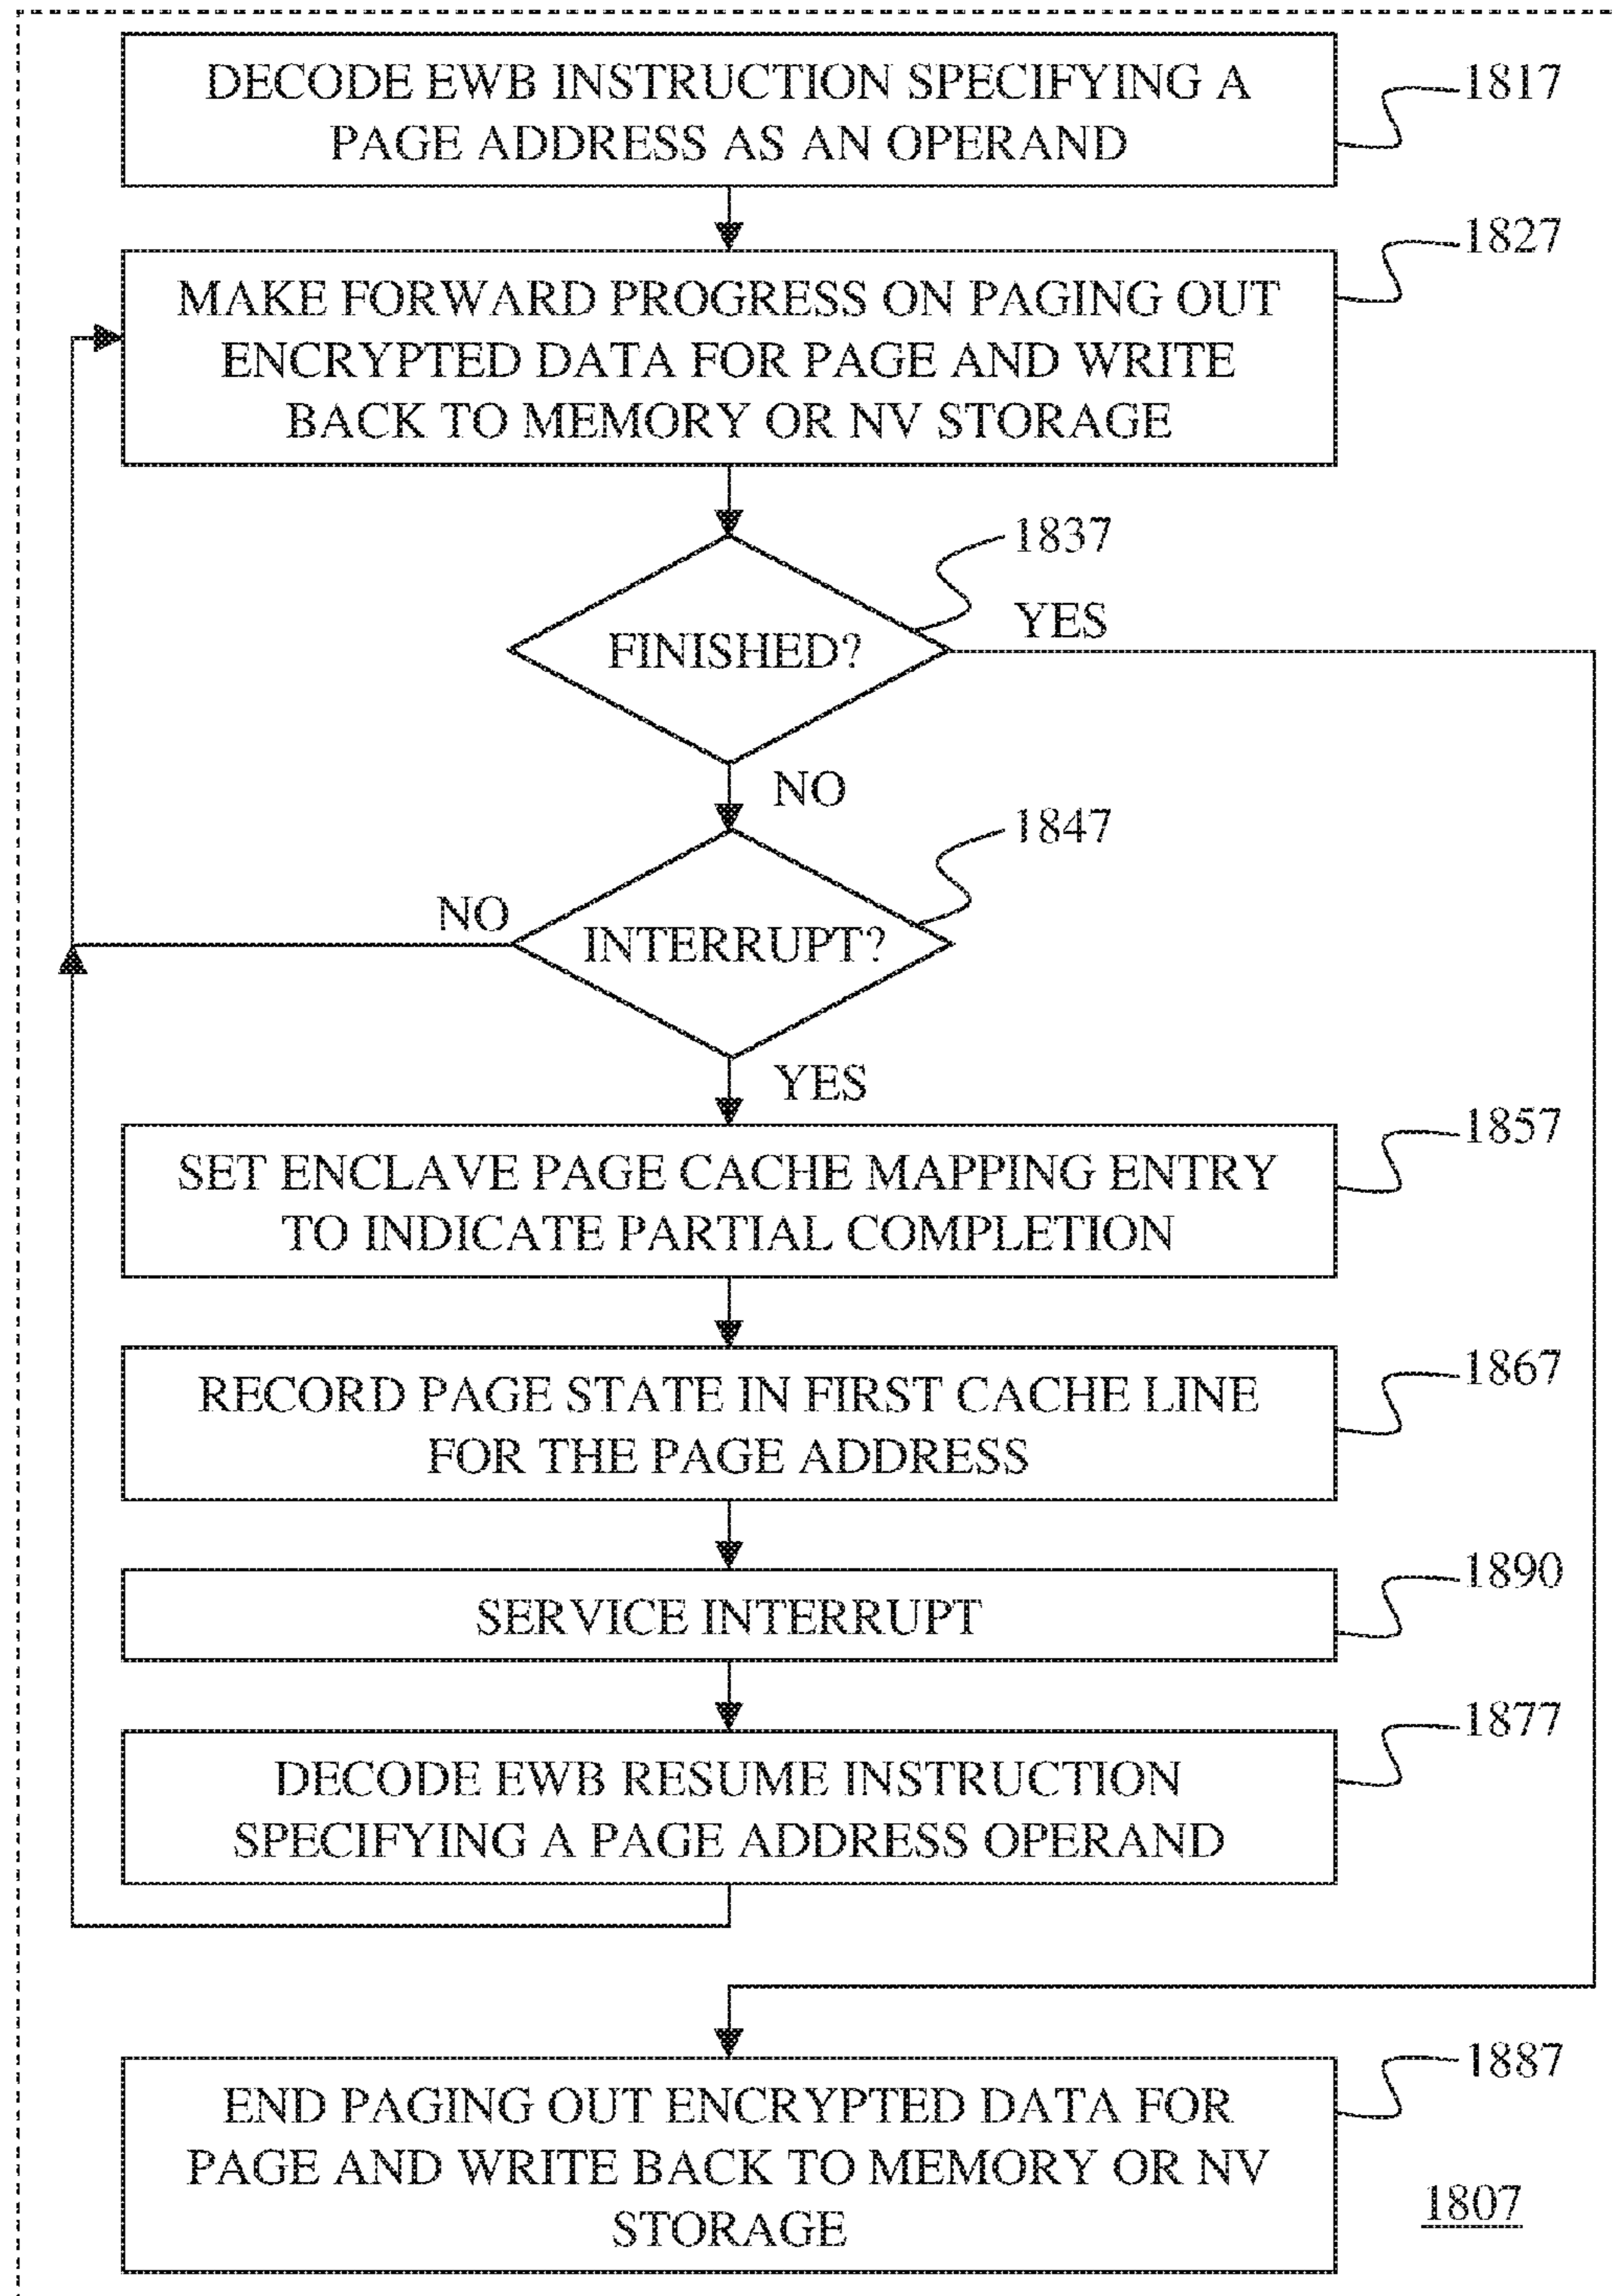 DECODE EWB INSTRUCTION SPECIFYING A
PAGE ADDRESS AS AN OPERAND
1817
MAKE FORWARD PROGRESS ON PAGING OUT
ENCRYPTED DATA FOR PAGE AND WRITE
BACK TO MEMORY OR NV STORAGE
1827
FINISHED?
1837
YES
NO
INTERRUPT?
1847
NO
YES
SET ENCLAVE PAGE CACHE MAPPING ENTRY
TO INDICATE PARTIAL COMPLETION
1857
RECORD PAGE STATE IN FIRST CACHE LINE
FOR THE PAGE ADDRESS
1867
SERVICE INTERRUPT
1890
DECODE EWB RESUME INSTRUCTION
SPECIFYING A PAGE ADDRESS OPERAND
1877
END PAGING OUT ENCRYPTED DATA FOR
PAGE AND WRITE BACK TO MEMORY OR NV
STORAGE
1887
1807